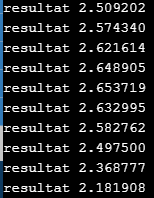 resultat 2.509202
resultat 2.574340
resultat 2.621614
resultat 2.648905
resultat 2.653719
resultat 2.632995
resultat 2.582762
resultat 2.497500
resultat 2.368777
resultat 2.181908